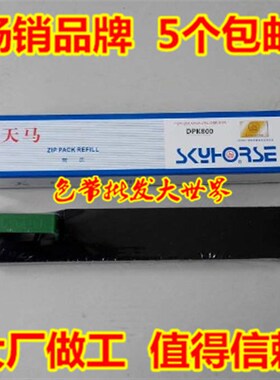 畅销品牌 5个包邮
天马
ZIP PACK REFILL
DPK800
SKYHORSE
色带批发大世界
大厂做工 值得信赖